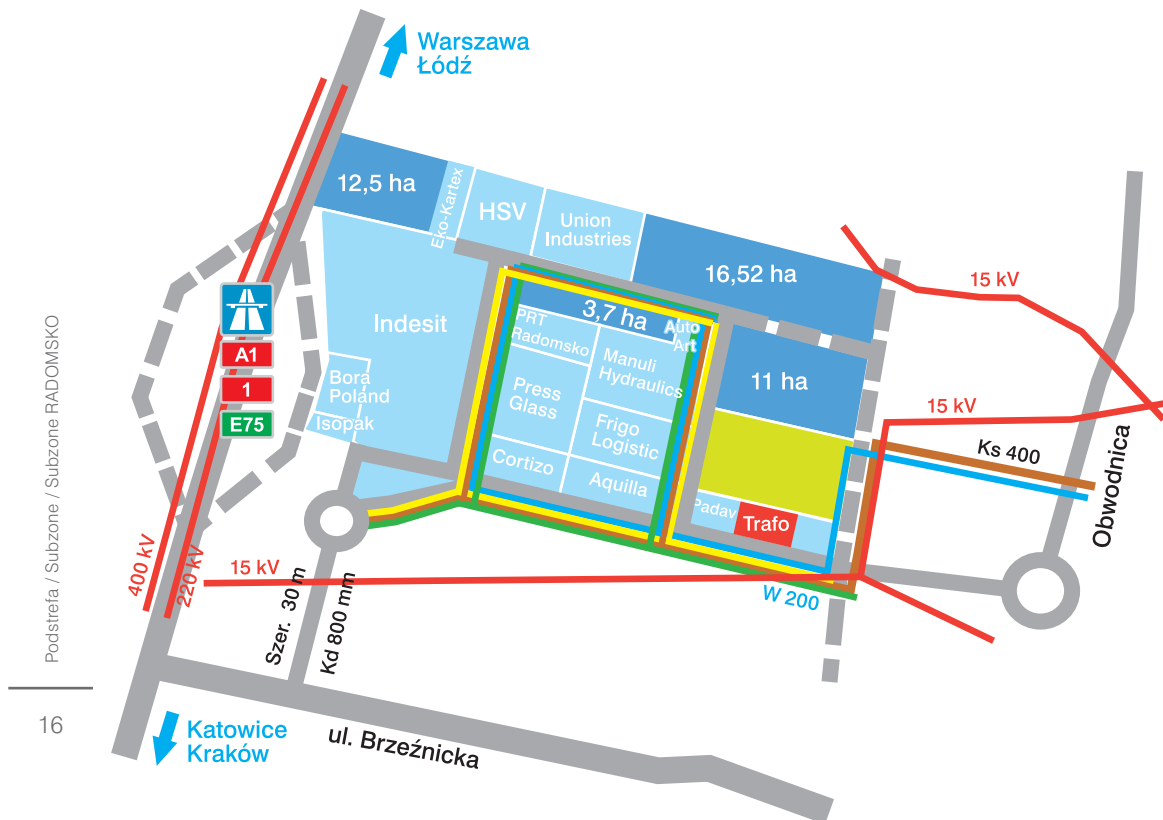 Warszawa
Łódź
12,5 ha
Eko-Kartex
HSV
Union
Industries
16,52 ha
15 kV
Indesit
3,7 ha
Auto
Art
PRT
Radomsko
Manuli
Hydraulics
11 ha
A1
1
E75
Bora
Poland
Isopak
Press
Glass
Frigo
Logistic
15 kV
Ks 400
Obwodnica
Cortizo
Aquilla
Padav
Trafo
400 kV
220 kV
15 kV
W 200
Szer. 30 m
Kd 800 mm
Podstrefa / Subzone / Subzone RADOMSKO
16
Katowice
Kraków
ul. Brzeźnicka